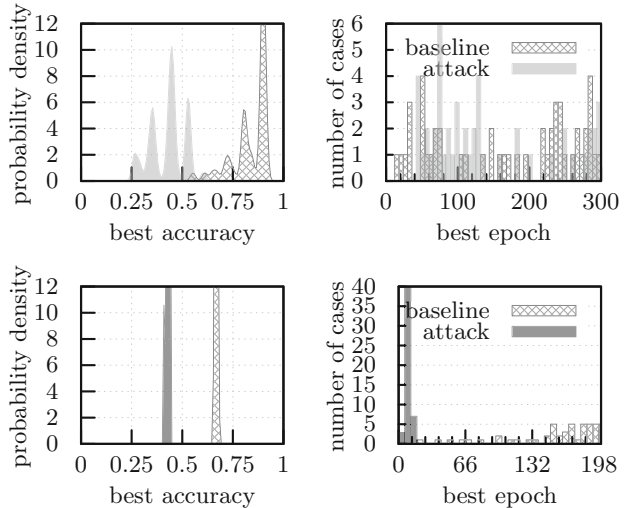 probability density
12
10
8
6
4
2
0
0 0.25 0.5 0.75 1
best accuracy
number of cases
6
5
4
3
2
1
0
baseline
attack
100 200 300
best epoch
probability density
12
10
8
6
4
2
0
0 0.25 0.5 0.75 1
best accuracy
number of cases
40
35
30
25
20
15
10
5
0
baseline
attack
0 66 132 198
best epoch